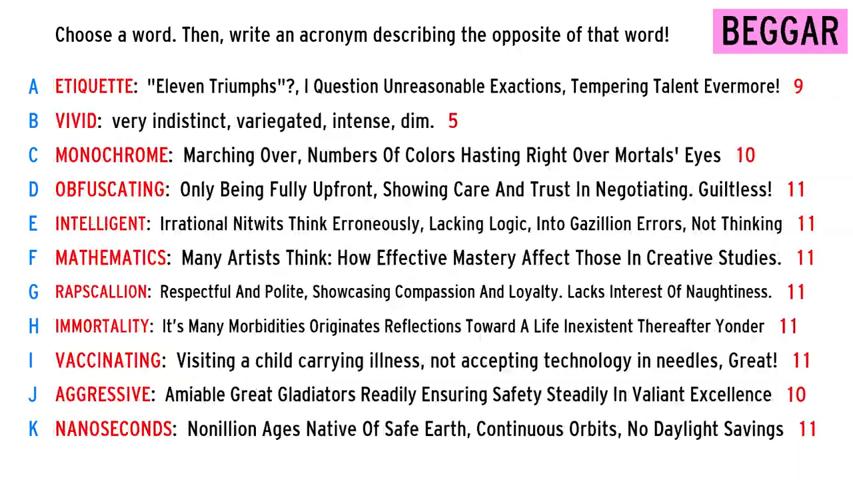 Choose a word. Then, write an acronym describing the opposite of that word!
BEGGAR
A ETIQUETTE: "Eleven Triumphs"?, I Question Unreasonable Exactions, Tempering Talent Evermore! 9
B VIVID: very indistinct, variegated, intense, dim. 5
C MONOCHROME: Marching Over, Numbers Of Colors Hasting Right Over Mortals' Eyes 10
D OBFUSCATING: Only Being Fully Upfront, Showing Care And Trust In Negotiating. Guiltless! 11
E INTELLIGENT: Irrational Nitwits Think Erroneously, Lacking Logic, Into Gazillion Errors, Not Thinking 11
F MATHEMATICS: Many Artists Think: How Effective Mastery Affect Those In Creative Studies. 11
G RAPSCALLION: Respectful And Polite, Showcasing Compassion And Loyalty. Lacks Interest Of Naughtiness. 11
H IMMORTALITY: It's Many Morbidities Originates Reflections Toward A Life Inexistent Thereafter Yonder 11
I VACCINATING: Visiting a child carrying illness, not accepting technology in needles, Great! 11
J AGGRESSIVE: Amiable Great Gladiators Readily Ensuring Safety Steadily In Valiant Excellence 10
K NANOSECONDS: Nonillion Ages Native Of Safe Earth, Continuous Orbits, No Daylight Savings 11